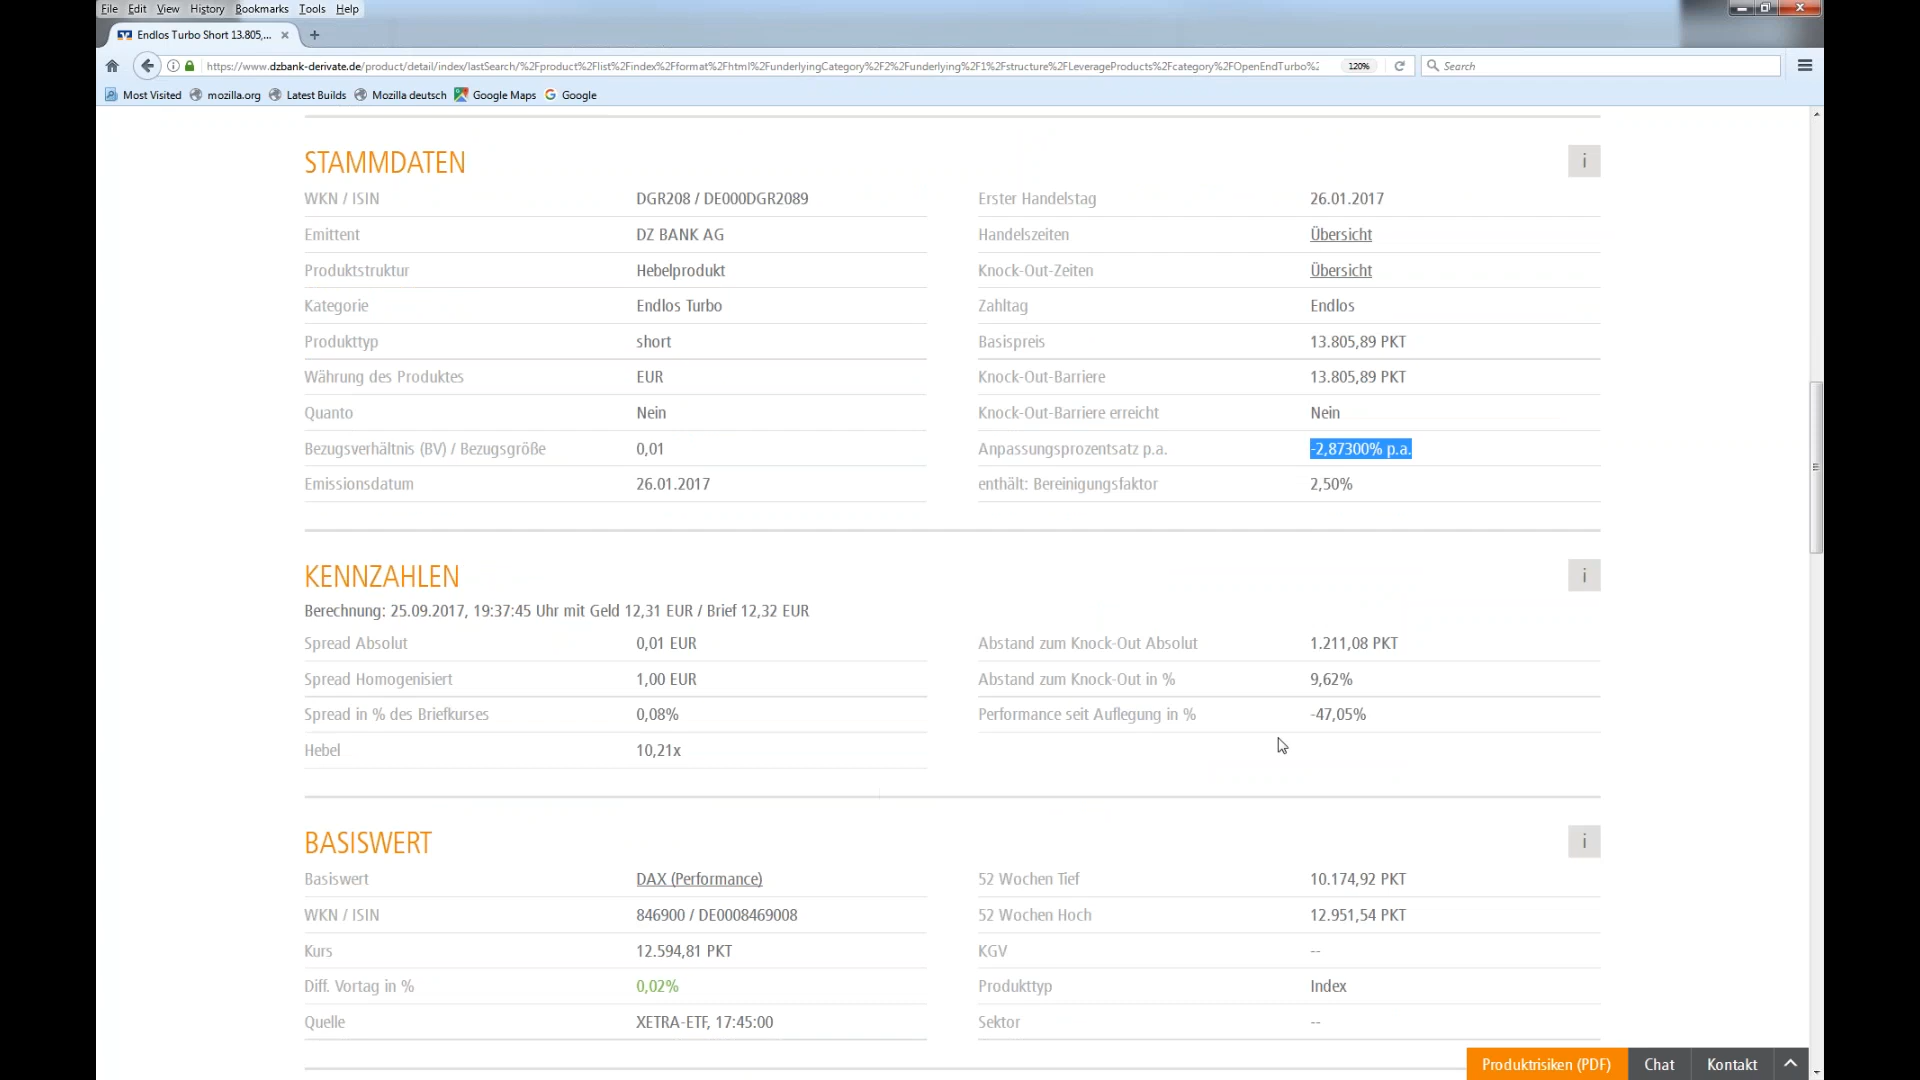 File Edit View History Bookmarks Tools Help
Endlos Turbo Short 13.805,...
https://www.dzbank-derivate.de/product/detail/index/lastSearch/%2Fproduct%2Flist%2Findex%2Fformat%2Fhtml%2FunderlyingCategory%2F2%2Funderlying%2F1%2Fstructure%2FLeverageProducts%2Fcategory%2FOpenEndTurbo%2 120% Search
Most Visited mozilla.org Latest Builds Mozilla deutsch Google Maps Google
STAMMDATEN i
WKN / ISIN DGR208 / DE000DGR2089 Erster Handelstag 26.01.2017
Emittent DZ BANK AG Handelszeiten Übersicht
Produktstruktur Hebelprodukt Knock-Out-Zeiten Übersicht
Kategorie Endlos Turbo Zahltag Endlos
Produkttyp short Basispreis 13.805,89 PKT
Währung des Produktes EUR Knock-Out-Barriere 13.805,89 PKT
Quanto Nein Knock-Out-Barriere erreicht Nein
Bezugsverhältnis (BV) / Bezugsgröße 0,01 Anpassungsprozentsatz p.a. -2,87300% p.a.
Emissionsdatum 26.01.2017 enthält: Bereinigungsfaktor 2,50%
KENNZAHLEN i
Berechnung: 25.09.2017, 19:37:45 Uhr mit Geld 12,31 EUR / Brief 12,32 EUR
Spread Absolut 0,01 EUR Abstand zum Knock-Out Absolut 1.211,08 PKT
Spread Homogenisiert 1,00 EUR Abstand zum Knock-Out in % 9,62%
Spread in % des Briefkurses 0,08% Performance seit Auflegung in % -47,05%
Hebel 10,21x
BASISWERT i
Basiswert DAX (Performance) 52 Wochen Tief 10.174,92 PKT
WKN / ISIN 846900 / DE0008469008 52 Wochen Hoch 12.951,54 PKT
Kurs 12.594,81 PKT KGV --
Diff. Vortag in % 0,02% Produkttyp Index
Quelle XETRA-ETF, 17:45:00 Sektor --
Produktrisiken (PDF) Chat Kontakt